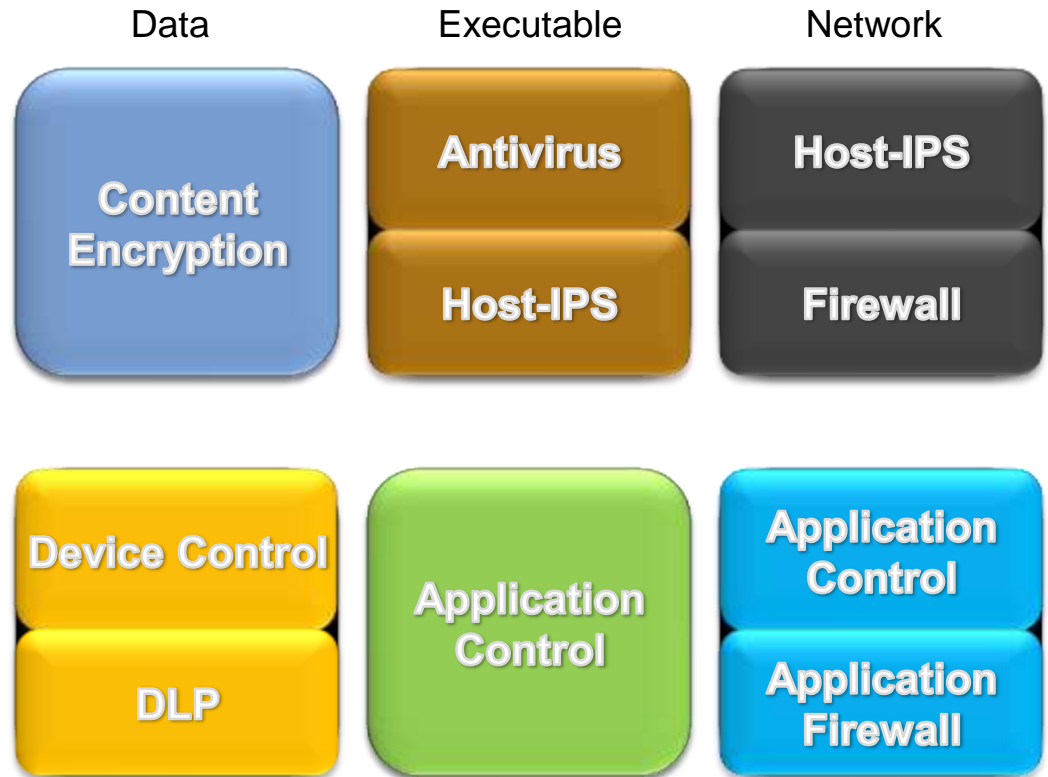 Data
Executable
Network
Content
Encryption
Antivirus
Host-IPS
Host-IPS
Firewall
Device Control
DLP
Application
Control
Application
Control
Application
Firewall